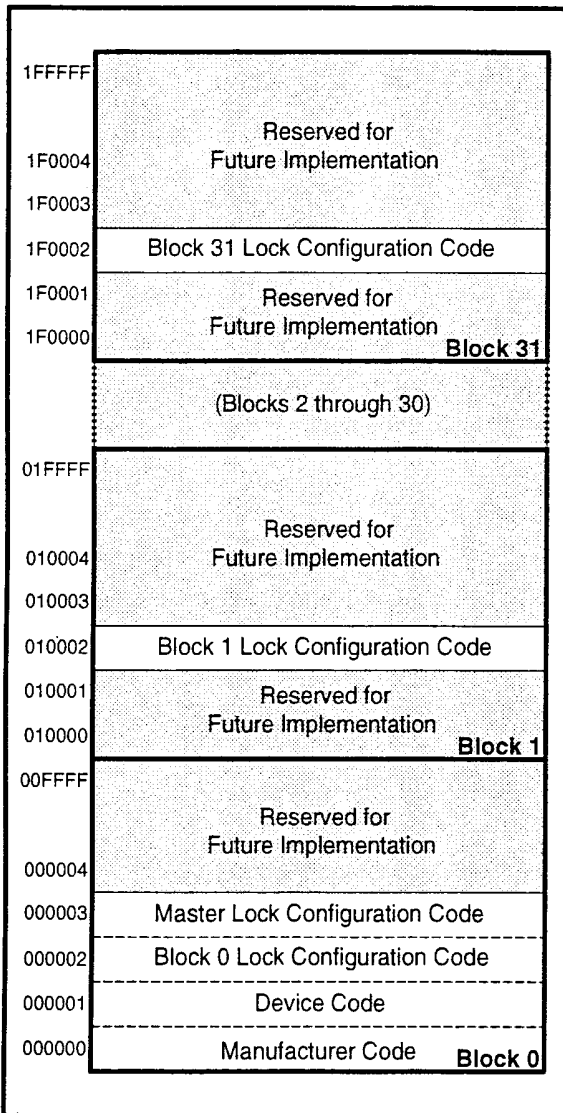 1FFFFF
Reserved for
1F0004 Future Implementation
1F0003
1F0002 Block 31 Lock Configuration Code
1F0001 Reserved for
1F0000 Future Implementation Block 31
(Blocks 2 through 30)
01FFFF
Reserved for
010004 Future Implementation
010003
010002 Block 1 Lock Configuration Code
010001 Reserved for
010000 Future Implementation Block 1
00FFFF
Reserved for
Future Implementation
000004
000003 Master Lock Configuration Code
000002 Block 0 Lock Configuration Code
000001 Device Code
000000 Manufacturer Code Block 0